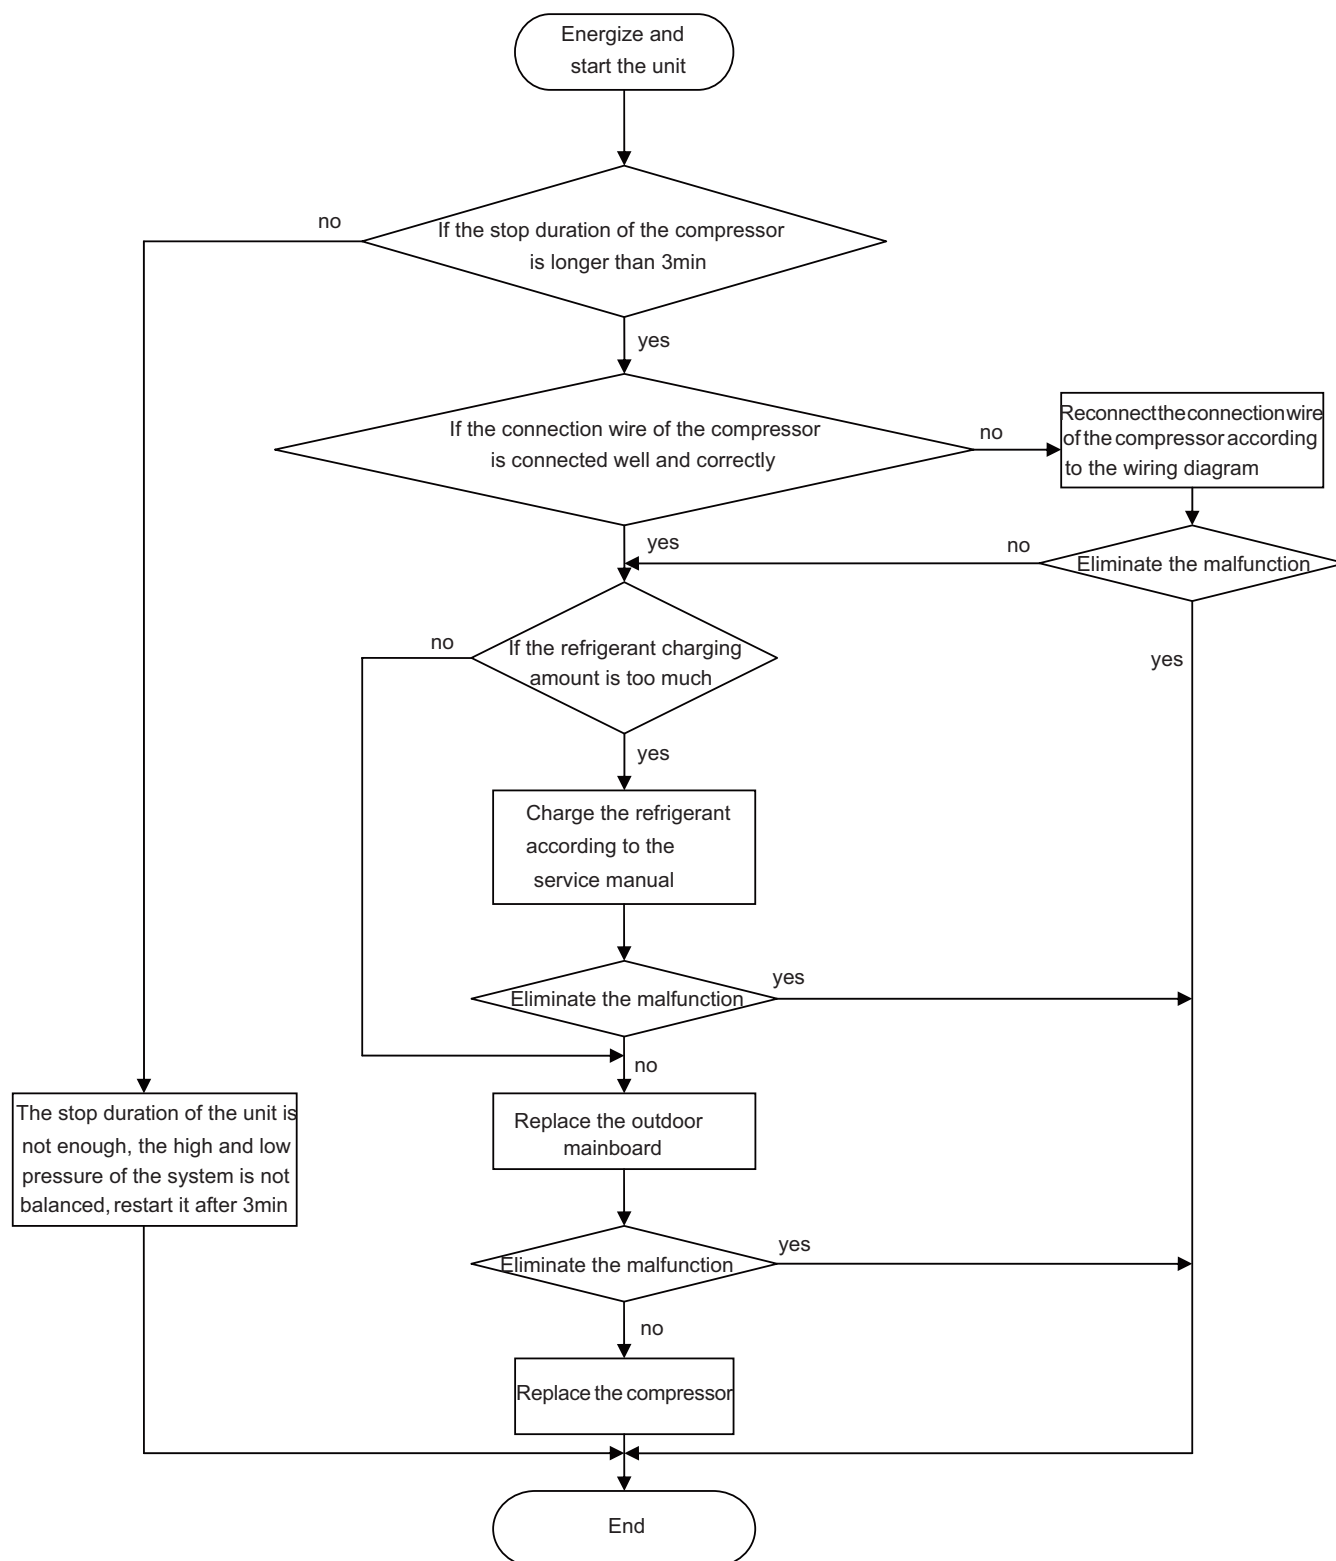 Energize and
start the unit
no
If the stop duration of the compressor
is longer than 3min
yes
If the connection wire of the compressor
is connected well and correctly
no
Reconnect the connection wire
of the compressor according
to the wiring diagram
yes
no
Eliminate the malfunction
no
If the refrigerant charging
amount is too much
yes
yes
Charge the refrigerant
according to the
service manual
Eliminate the malfunction
yes
no
The stop duration of the unit is
not enough, the high and low
pressure of the system is not
balanced, restart it after 3min
Replace the outdoor
mainboard
Eliminate the malfunction
yes
no
Replace the compressor
End